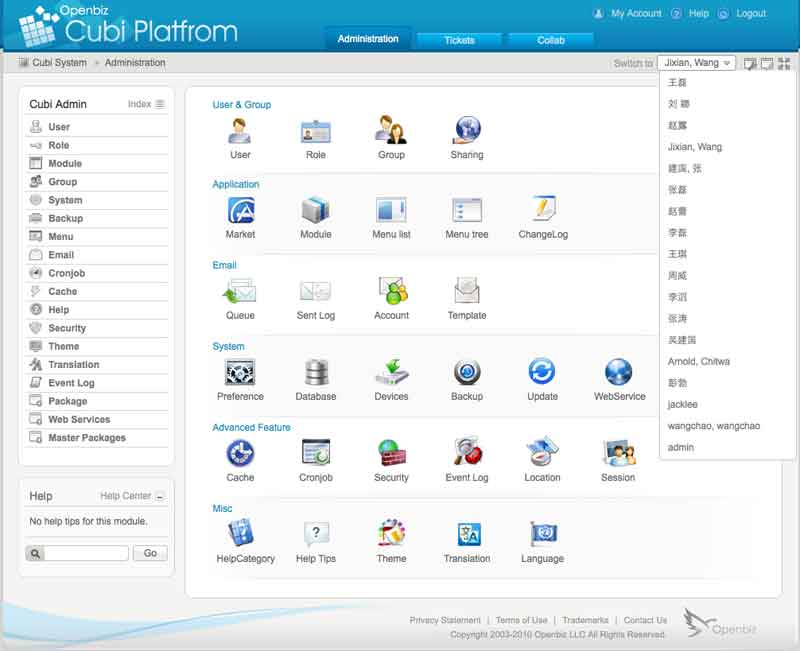 Openbiz
Cubi Platfrom
My Account Help Logout
Administration Tickets Collab
Cubi System > Administration
Switch to Jixian, Wang
王磊
刘 娜
赵露
Jixian, Wang
建国, 张
张磊
赵蕾
李磊
王琪
周威
李滔
张涛
吴建国
Arnold, Chitwa
彭勃
jacklee
wangchao, wangchao
admin
Cubi Admin Index
User
Role
Module
Group
System
Backup
Menu
Email
Cronjob
Cache
Help
Security
Theme
Translation
Event Log
Package
Web Services
Master Packages
Help Help Center
No help tips for this module.
Go
User & Group
User Role Group Sharing
Application
Market Module Menu list Menu tree ChangeLog
Email
Queue Sent Log Account Template
System
Preference Database Devices Backup Update WebService
Advanced Feature
Cache Cronjob Security Event Log Location Session
Misc
HelpCategory Help Tips Theme Translation Language
Privacy Statement | Terms of Use | Trademarks | Contact Us
Copyright 2003-2010 Openbiz LLC All Rights Reserved.
Openbiz